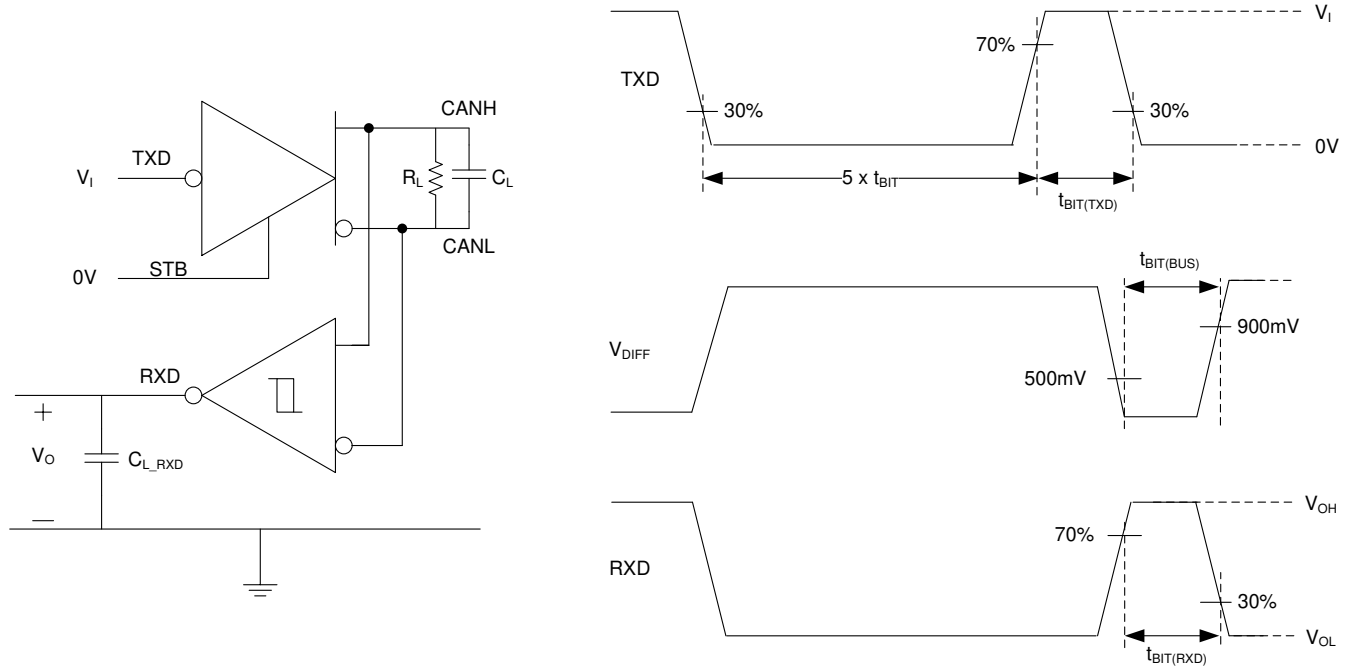 CANH
TXD
V_I
R_L
C_L
CANL
0V
STB
RXD
+
V_O
C_L_RXD
—
V_I
70%
TXD
30%
30%
0V
5 x t_BIT
t_BIT(TXD)
t_BIT(BUS)
900mV
V_DIFF
500mV
V_OH
70%
RXD
30%
V_OL
t_BIT(RXD)